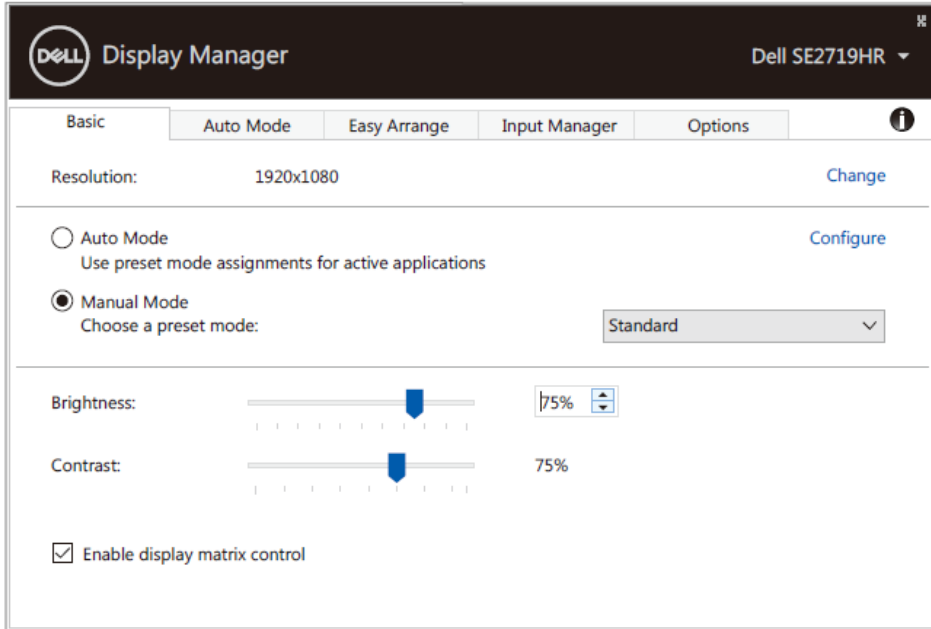 DELL Display Manager
Dell SE2719HR
Basic Auto Mode Easy Arrange Input Manager Options
Resolution: 1920x1080 Change
Auto Mode Configure
Use preset mode assignments for active applications
Manual Mode
Choose a preset mode: Standard
Brightness: 75%
Contrast: 75%
Enable display matrix control